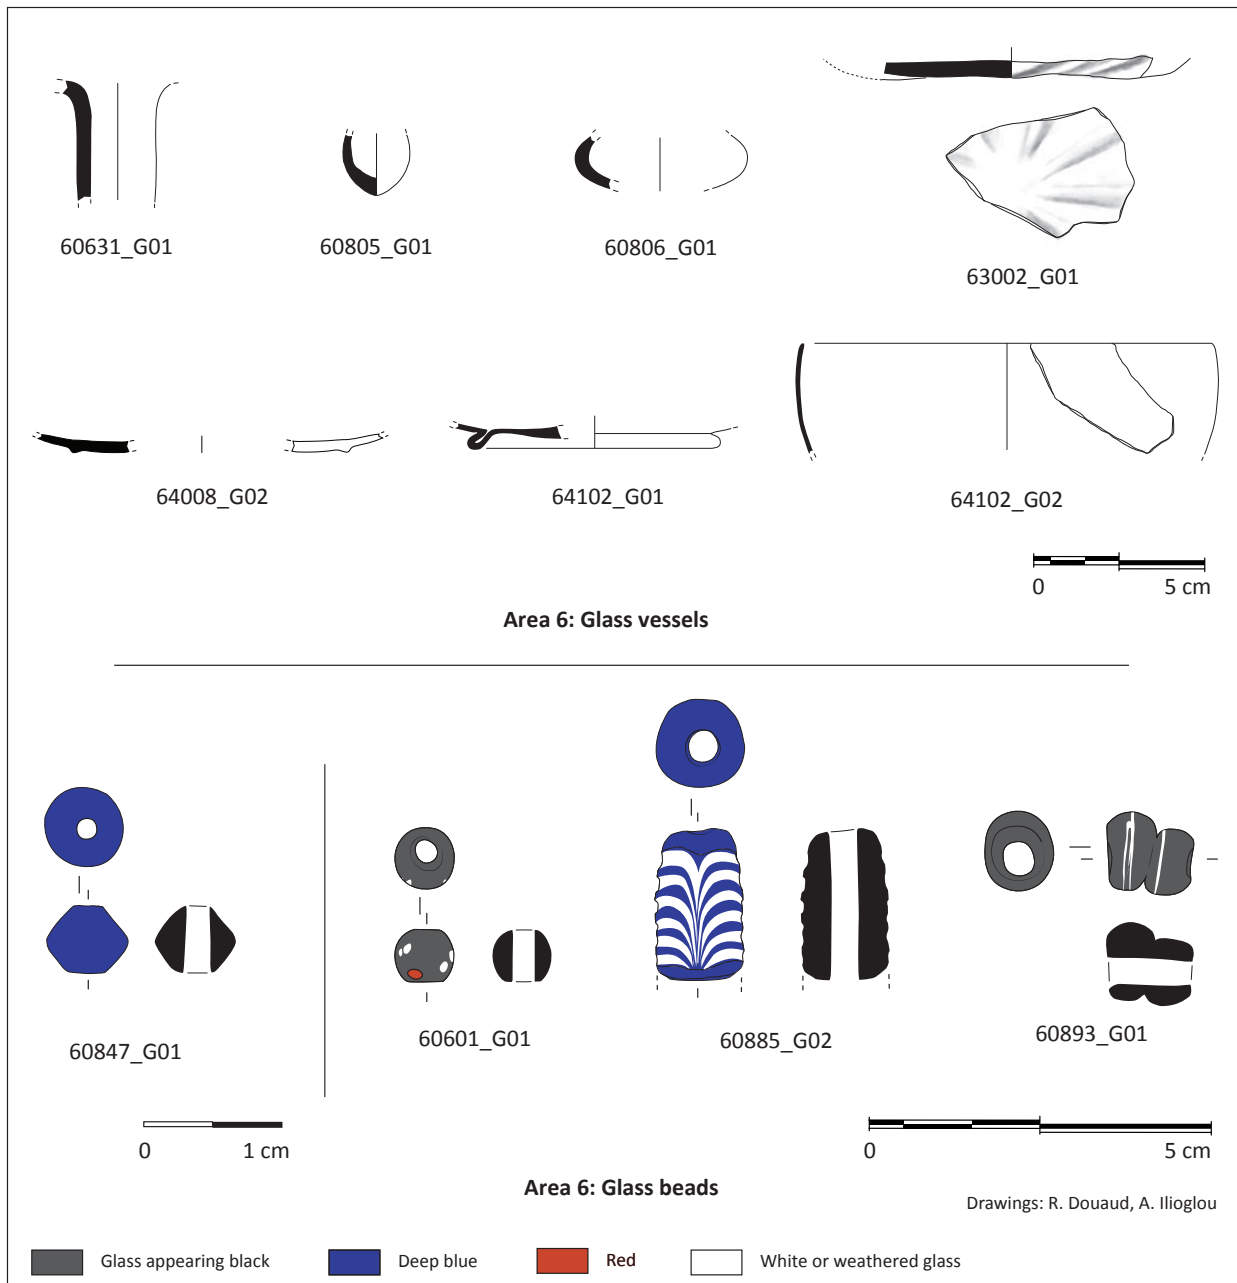 60631_G01
60805_G01
60806_G01
63002_G01
64008_G02
64102_G01
64102_G02
0 5 cm
Area 6: Glass vessels
60847_G01
60601_G01
60885_G02
60893_G01
0 1 cm
0 5 cm
Area 6: Glass beads
Drawings: R. Douaud, A. Ilioglou
Glass appearing black
Deep blue
Red
White or weathered glass